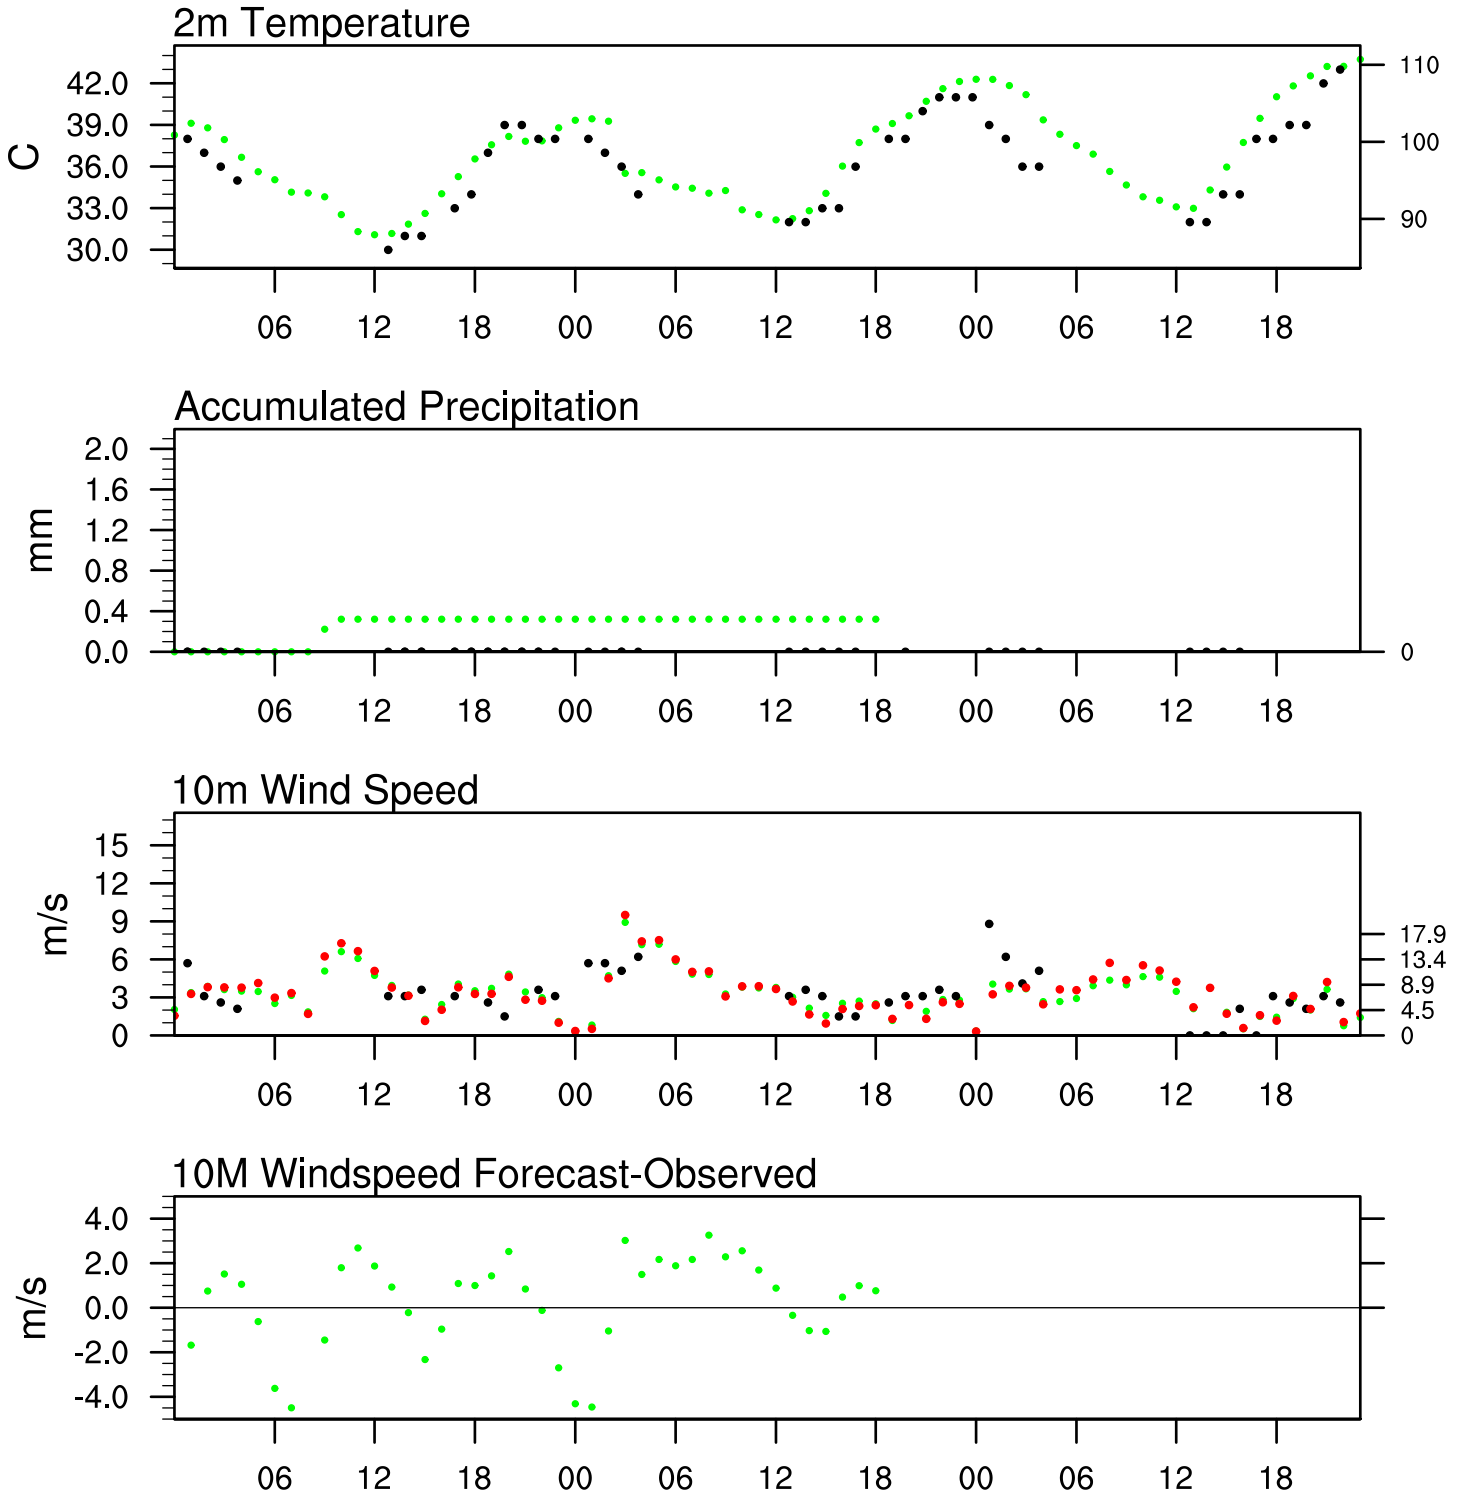 2m Temperature
C
42.0
39.0
36.0
33.0
30.0
110
100
90
06 12 18 00 06 12 18 00 06 12 18
Accumulated Precipitation
mm
2.0
1.6
1.2
0.8
0.4
0.0
0
06 12 18 00 06 12 18 00 06 12 18
10m Wind Speed
m/s
15
12
9
6
3
0
17.9
13.4
8.9
4.5
0
06 12 18 00 06 12 18 00 06 12 18
10M Windspeed Forecast-Observed
m/s
4.0
2.0
0.0
-2.0
-4.0
06 12 18 00 06 12 18 00 06 12 18